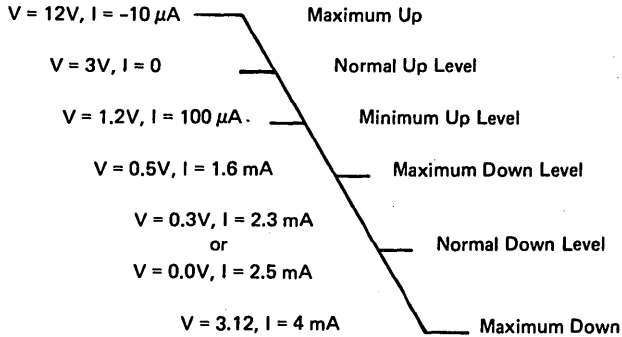 V = 12V, I = -10 μA Maximum Up
V = 3V, I = 0 Normal Up Level
V = 1.2V, I = 100 μA. Minimum Up Level
V = 0.5V, I = 1.6 mA Maximum Down Level
V = 0.3V, I = 2.3 mA
or Normal Down Level
V = 0.0V, I = 2.5 mA
V = 3.12, I = 4 mA Maximum Down